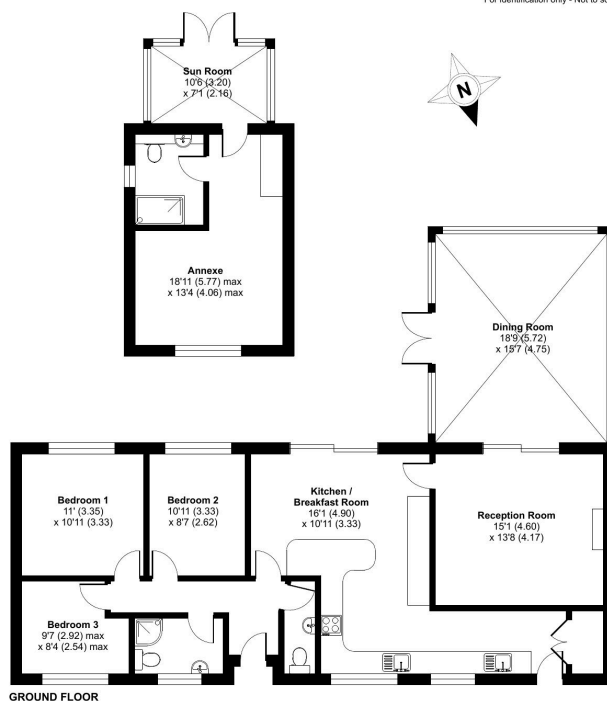 For identification only - Not to sc
Sun Room
10'6 (3.20)
x 7'1 (2.16)
N
Annexe
18'11 (5.77) max
x 13'4 (4.06) max
Dining Room
18'9 (5.72)
x 15'7 (4.75)
Bedroom 1
11' (3.35)
x 10'11 (3.33)
Bedroom 2
10'11 (3.33)
x 8'7 (2.62)
Kitchen /
Breakfast Room
16'1 (4.90)
x 10'11 (3.33)
Reception Room
15'1 (4.60)
x 13'8 (4.17)
Bedroom 3
9'7 (2.92) max
x 8'4 (2.54) max
GROUND FLOOR